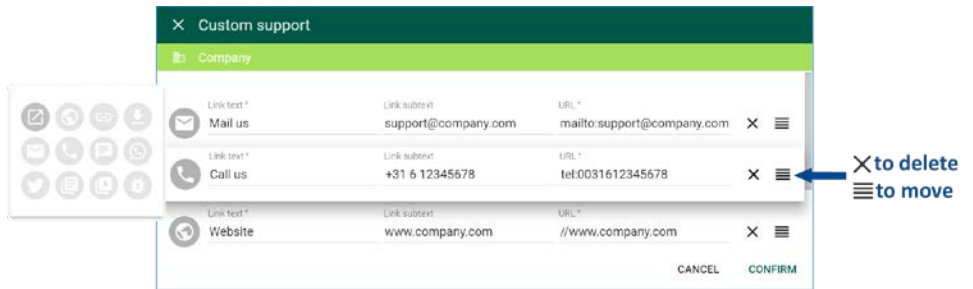 Custom support
Company
Link text * Link subtext URL *
Mail us support@company.com mailto:support@company.com
Link text * Link subtext URL *
Call us +31 6 12345678 tel:0031612345678
Link text * Link subtext URL *
Website www.company.com //www.company.com
CANCEL CONFIRM
to delete
to move